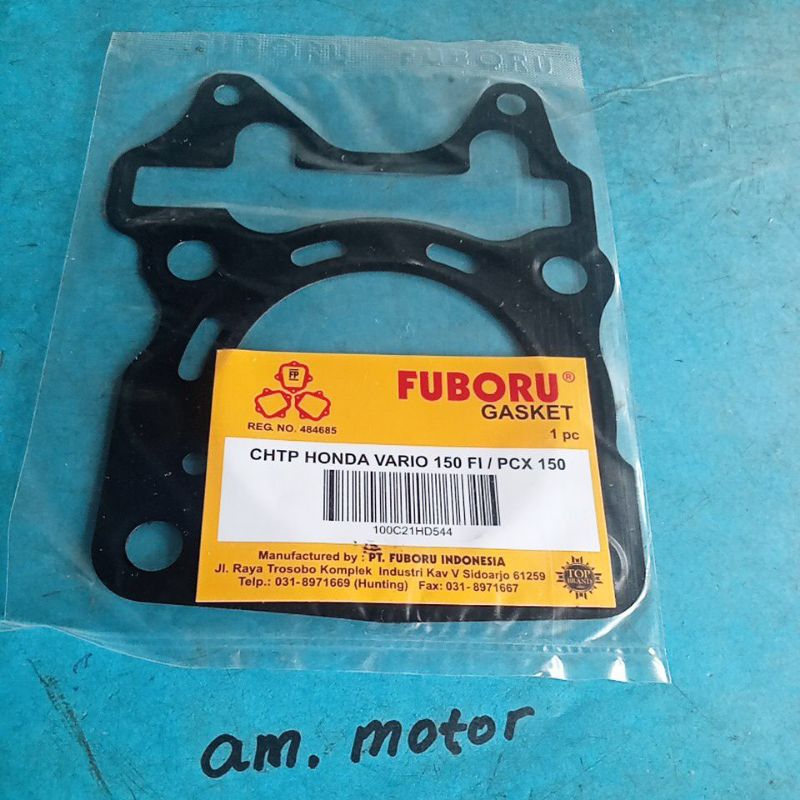 FUBORU FUBORU
FP
REG. NO. 484685
FUBORU®
GASKET
1 pc
CHTP HONDA VARIO 150 FI / PCX 150
100C21HD544
Manufactured by : PT. FUBORU INDONESIA
Jl. Raya Trosobo Komplek Industri Kav V Sidoarjo 61259
Telp.: 031- 8971669 (Hunting) Fax: 031- 8971667
TOP
BRAND
am. motor